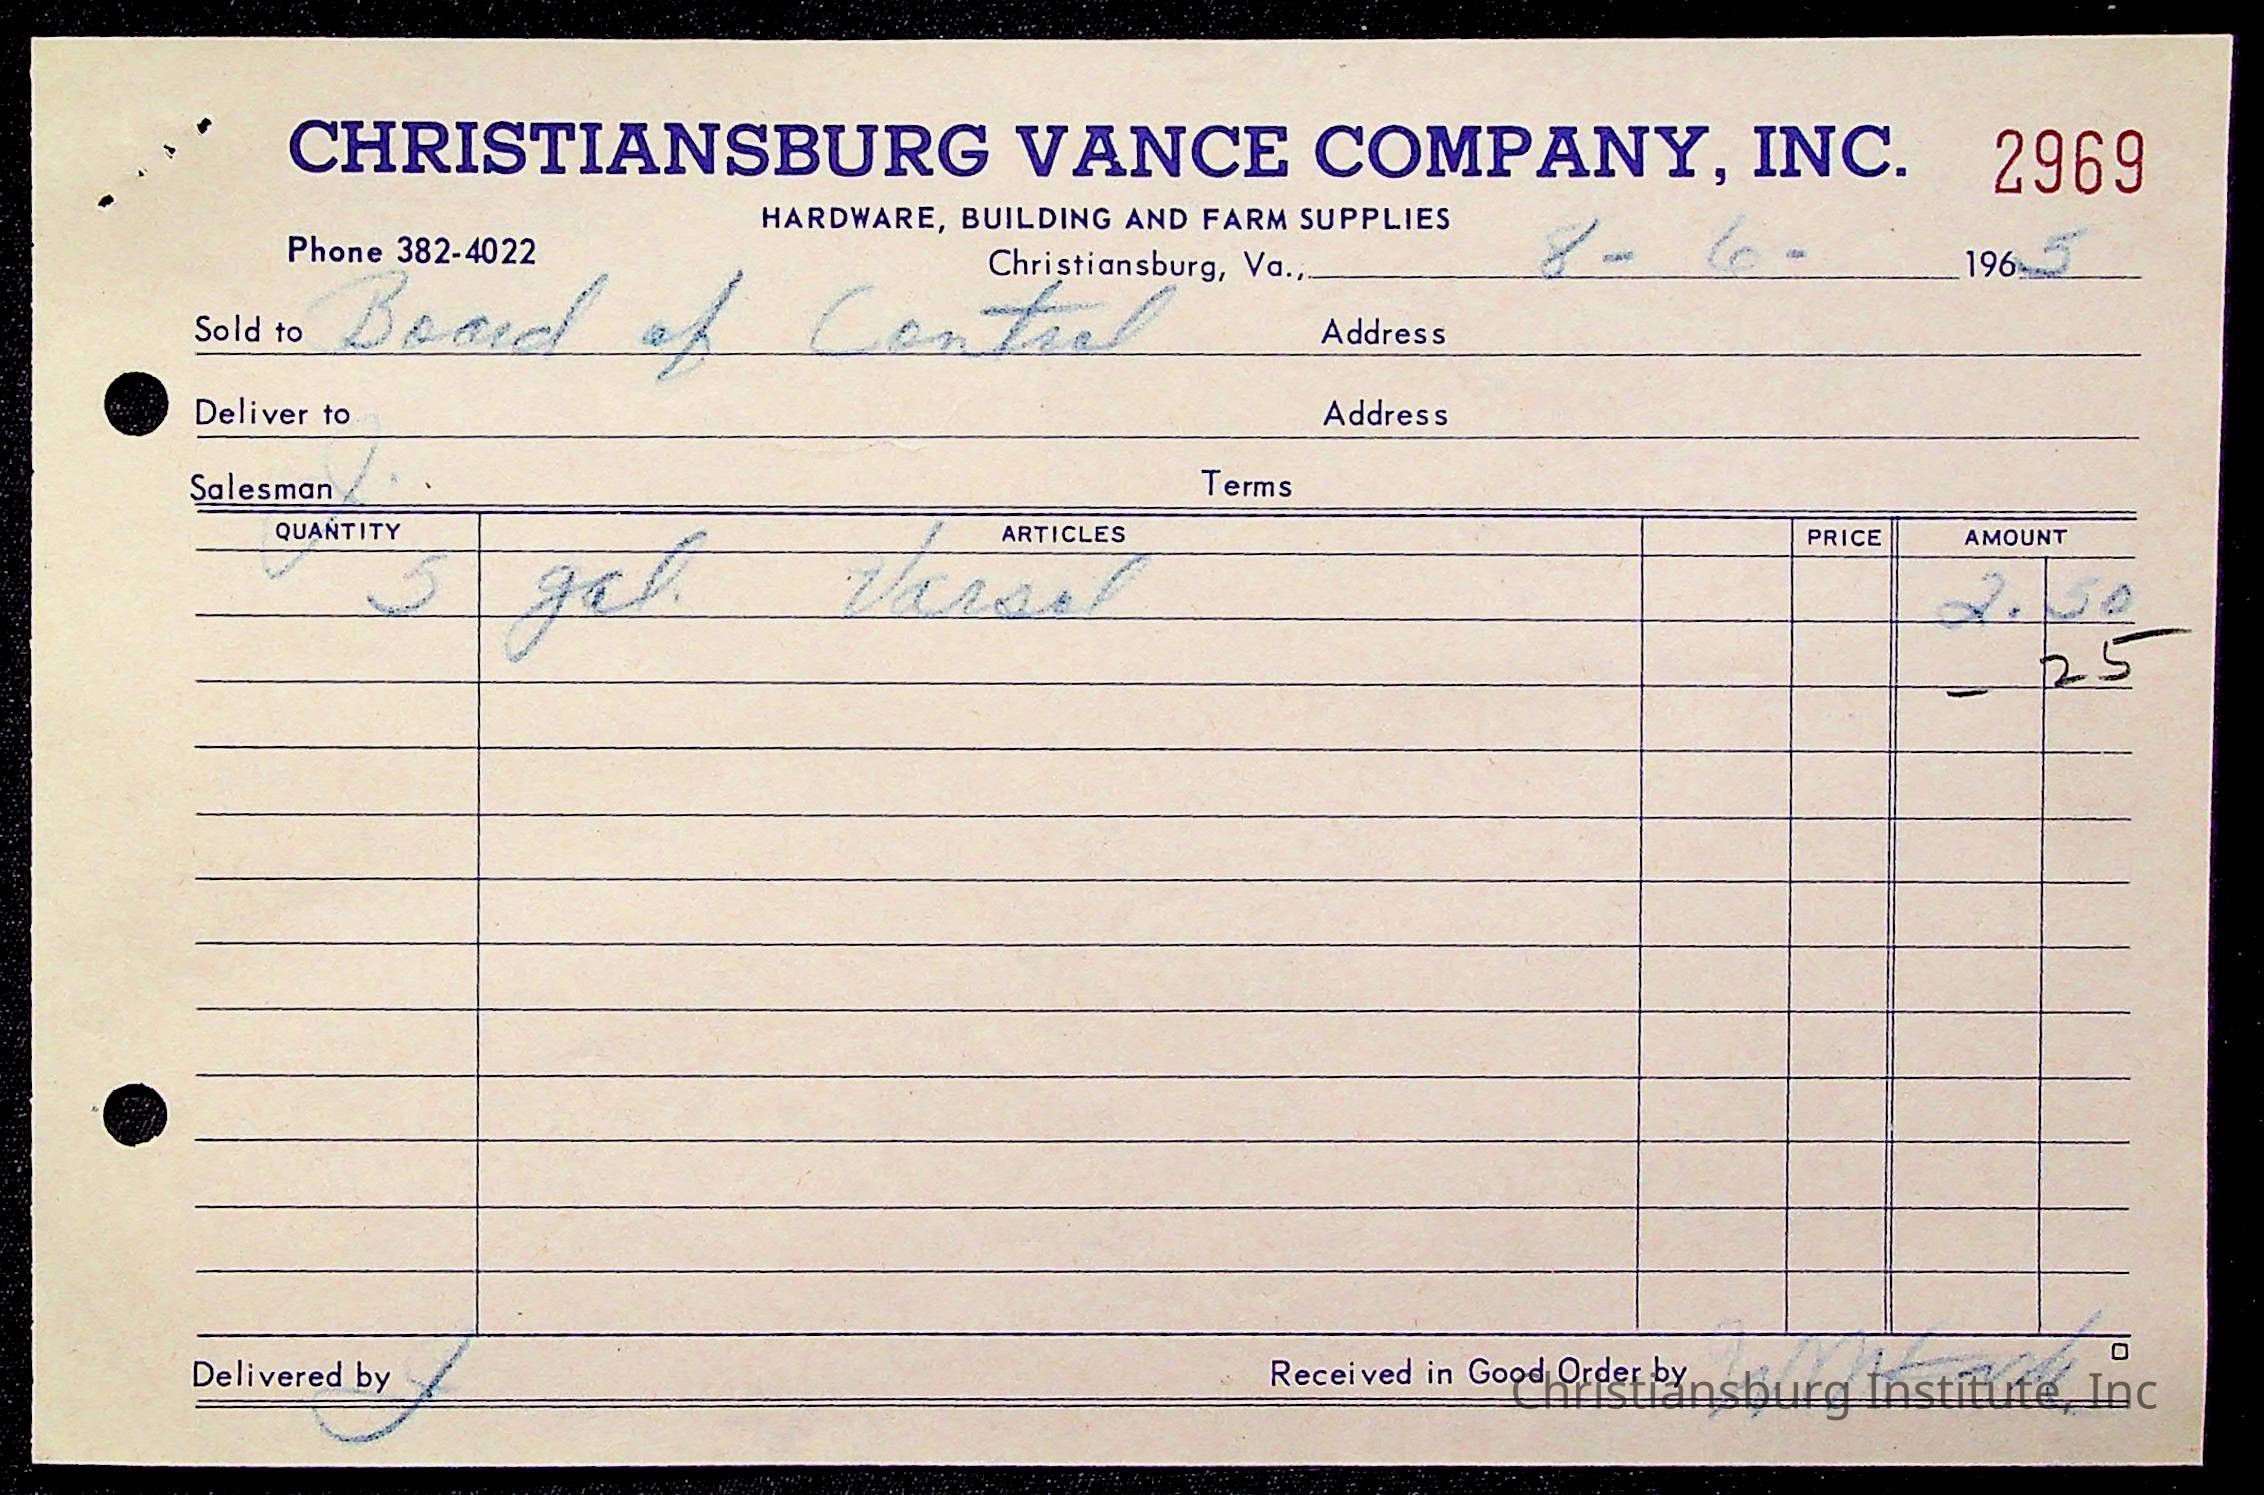 CHRISTIANSBURG VANCE COMPANY, INC. 2969
HARDWARE, BUILDING AND FARM SUPPLIES
Phone 382-4022
Christiansburg, Va., 8-6- 1965
Sold to Board of Control Address
Deliver to Address
Salesman J. Terms
QUANTITY ARTICLES PRICE AMOUNT
5 gal. Varsol 2.50
- 25
Delivered by J
Received in Good Order by
Christiansburg Institute, Inc